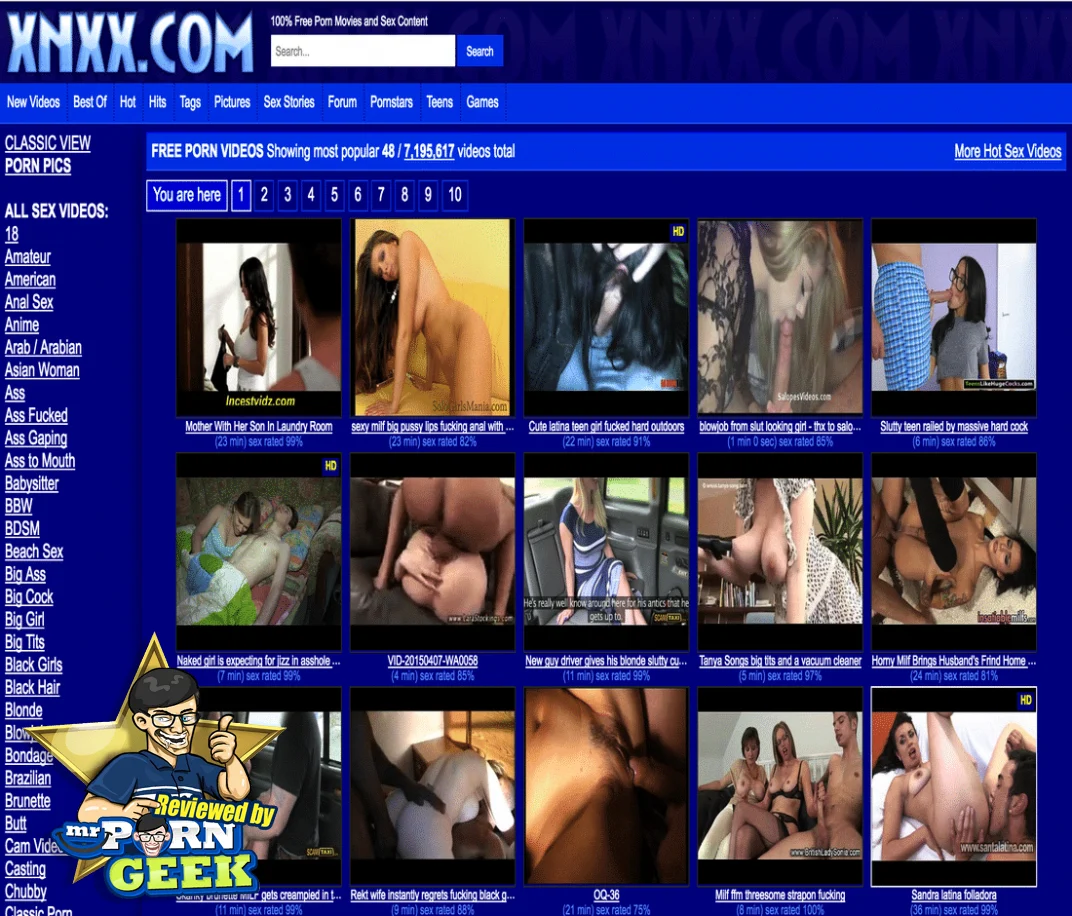 XNXX.COM
100% Free Porn Movies and Sex Content
Search...
Search
New Videos Best Of Hot Hits Tags Pictures Sex Stories Forum Pornstars Teens Games
CLASSIC VIEW
PORN PICS
ALL SEX VIDEOS:
18
Amateur
American
Anal Sex
Anime
Arab / Arabian
Asian Woman
Ass
Ass Fucked
Ass Gaping
Ass to Mouth
Babysitter
BBW
BDSM
Beach Sex
Big Ass
Big Cock
Big Girl
Big Tits
Black Girls
Black Hair
Blonde
Bondage
Brazilian
Brunette
Butt
Casting
Chubby
Classic Porn
FREE PORN VIDEOS Showing most popular 48 / 7,195,617 videos total
More Hot Sex Videos
You are here 1 2 3 4 5 6 7 8 9 10
Incestvidz.com
Mother With Her Son In Laundry Room
(23 min) sex rated 99%
sexy milf big pussy lips fucking anal with ...
(23 min) sex rated 82%
HD
Cute latina teen girl fucked hard outdoors
(22 min) sex rated 91%
SalopesVideos.com
blowjob from slut looking girl - thx to salo...
(1 min 0 sec) sex rated 85%
TeensLikeHugeCocks.com
Slutty teen railed by massive hard cock
(6 min) sex rated 86%
HD
Naked girl is expecting for jizz in asshole ...
(7 min) sex rated 99%
VID-20150407-WA0058
(4 min) sex rated 85%
He's really well know around here for his antics that he
gets up to.
New guy driver gives his blonde slutty cu...
(11 min) sex rated 99%
Tanya Songs big tits and a vacuum cleaner
(5 min) sex rated 97%
Horny Milf Brings Husband's Frind Home ...
(24 min) sex rated 81%
Skanky brunette MILF gets creampied in t...
(11 min) sex rated 99%
Rekt wife instantly regrets fucking black g...
(9 min) sex rated 88%
OQ-36
(21 min) sex rated 75%
www.BritishLadySonia.com
Milf ffm threesome strapon fucking
(8 min) sex rated 100%
HD
www.santalatina.com
Sandra latina folladora
(36 min) sex rated 99%
Reviewed by
mr PORN
GEEK